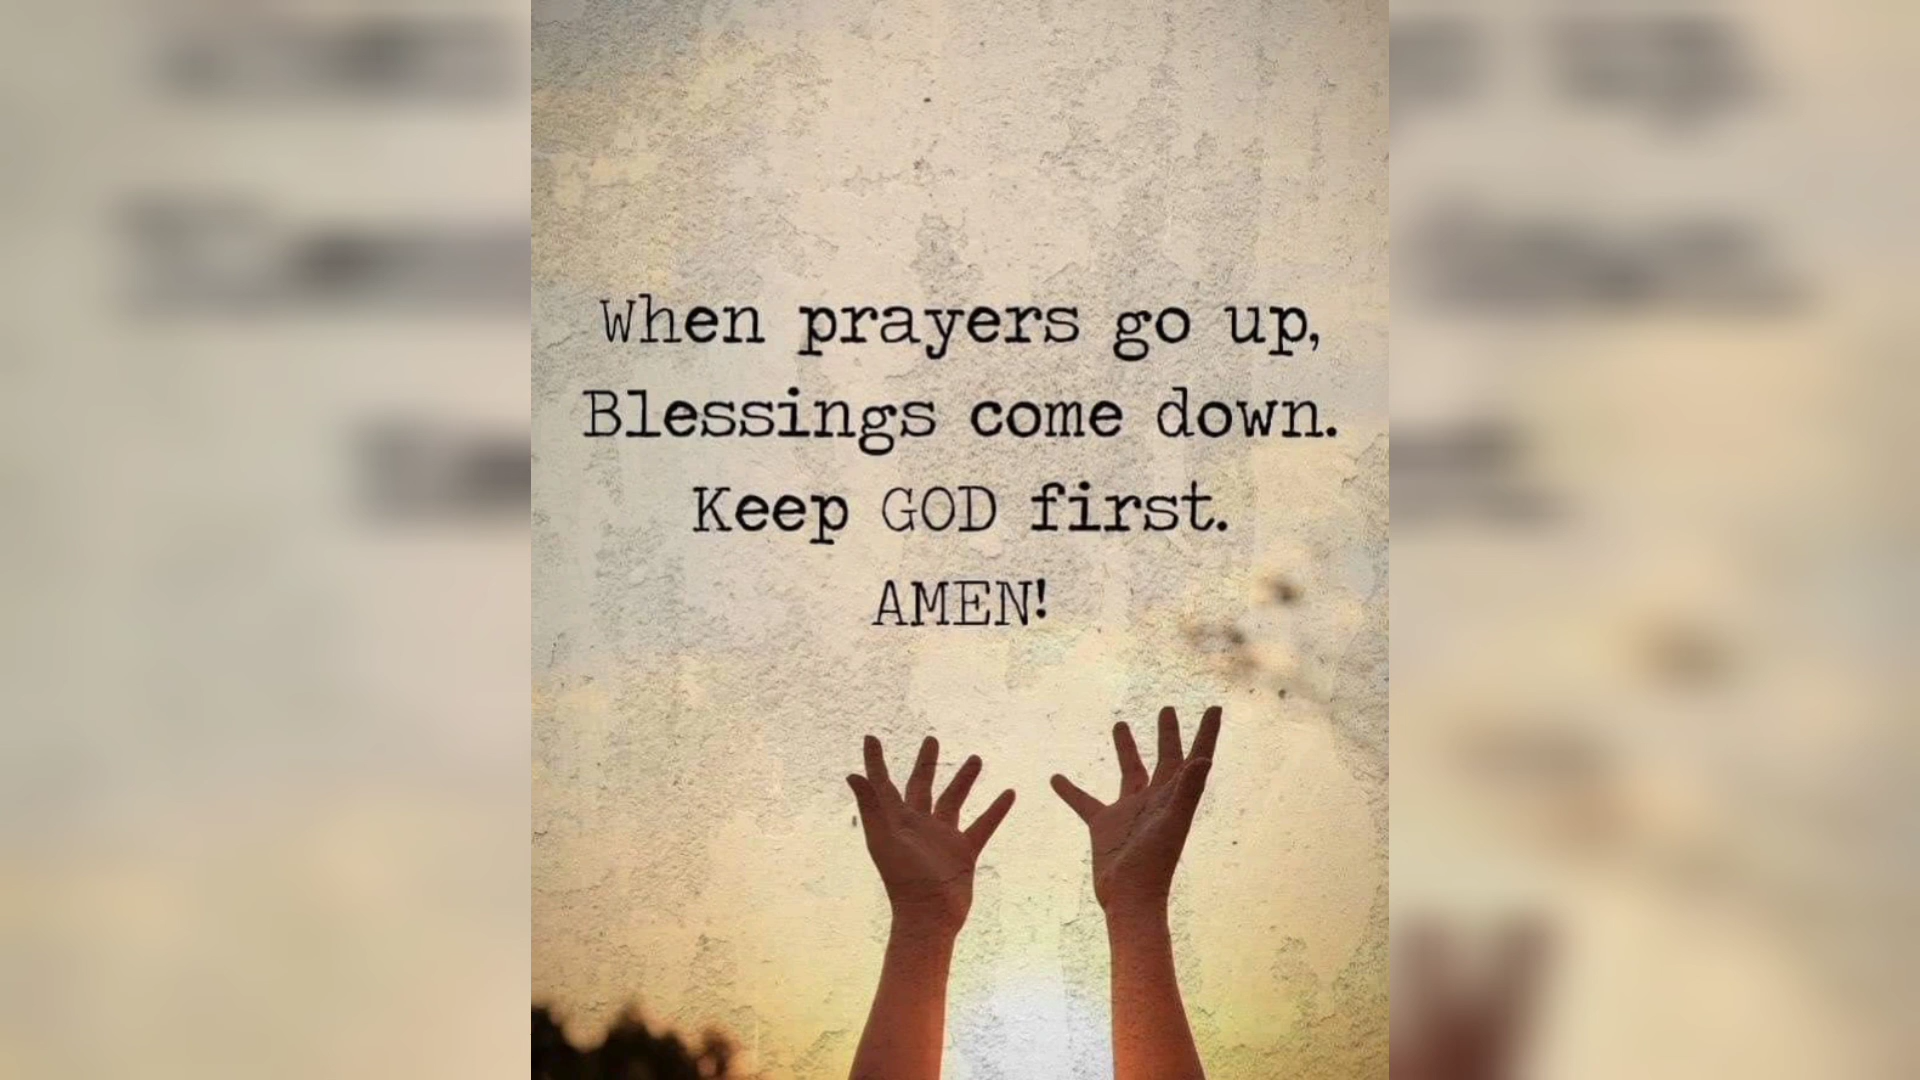 When prayers go up,
Blessings come down.
Keep GOD first.
AMEN!